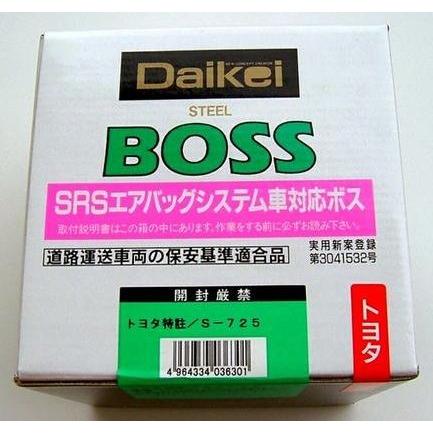 Daikei
NEW CONCEPT CREATOR
STEEL
BOSS
SRSエアバッグシステム車対応ボス
取付説明書はこの箱の中にあります。作業をする前に必ずお読み下さい。
実用新案登録
第3041532号
道路運送車両の保安基準適合品
開封厳禁
トヨタ特註/S-725
4 964334 036301
トヨタ